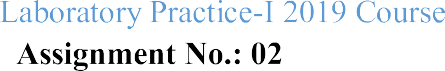 Laboratory Practice-I 2019 Course
Assignment No.: 02